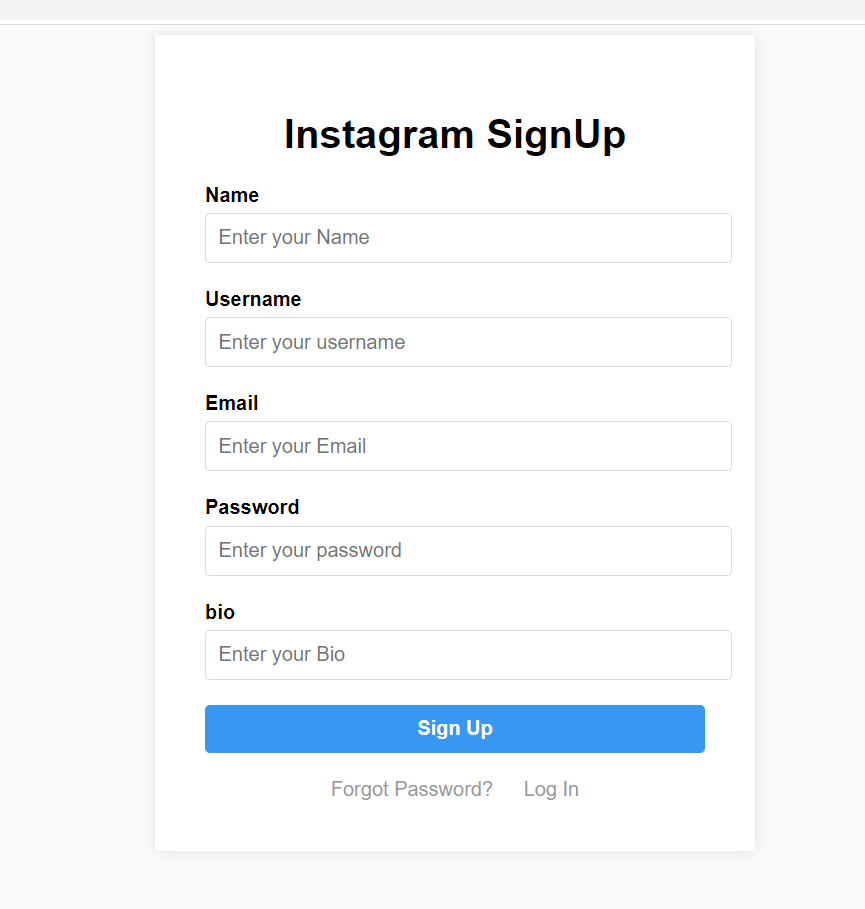 Instagram SignUp
Name
Enter your Name
Username
Enter your username
Email
Enter your Email
Password
Enter your password
bio
Enter your Bio
Sign Up
Forgot Password? Log In